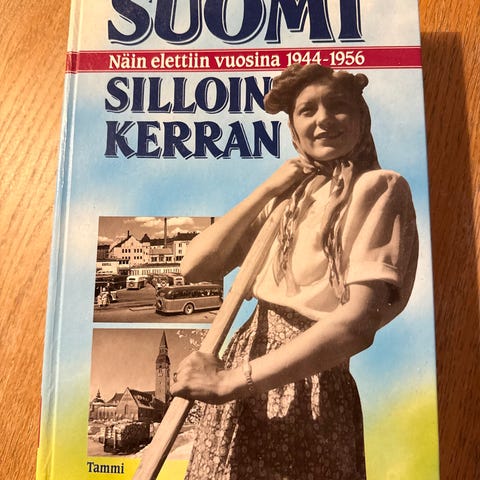 SUOMI
Näin elettiin vuosina 1944-1956
SILLOIN
KERRAN
Tammi